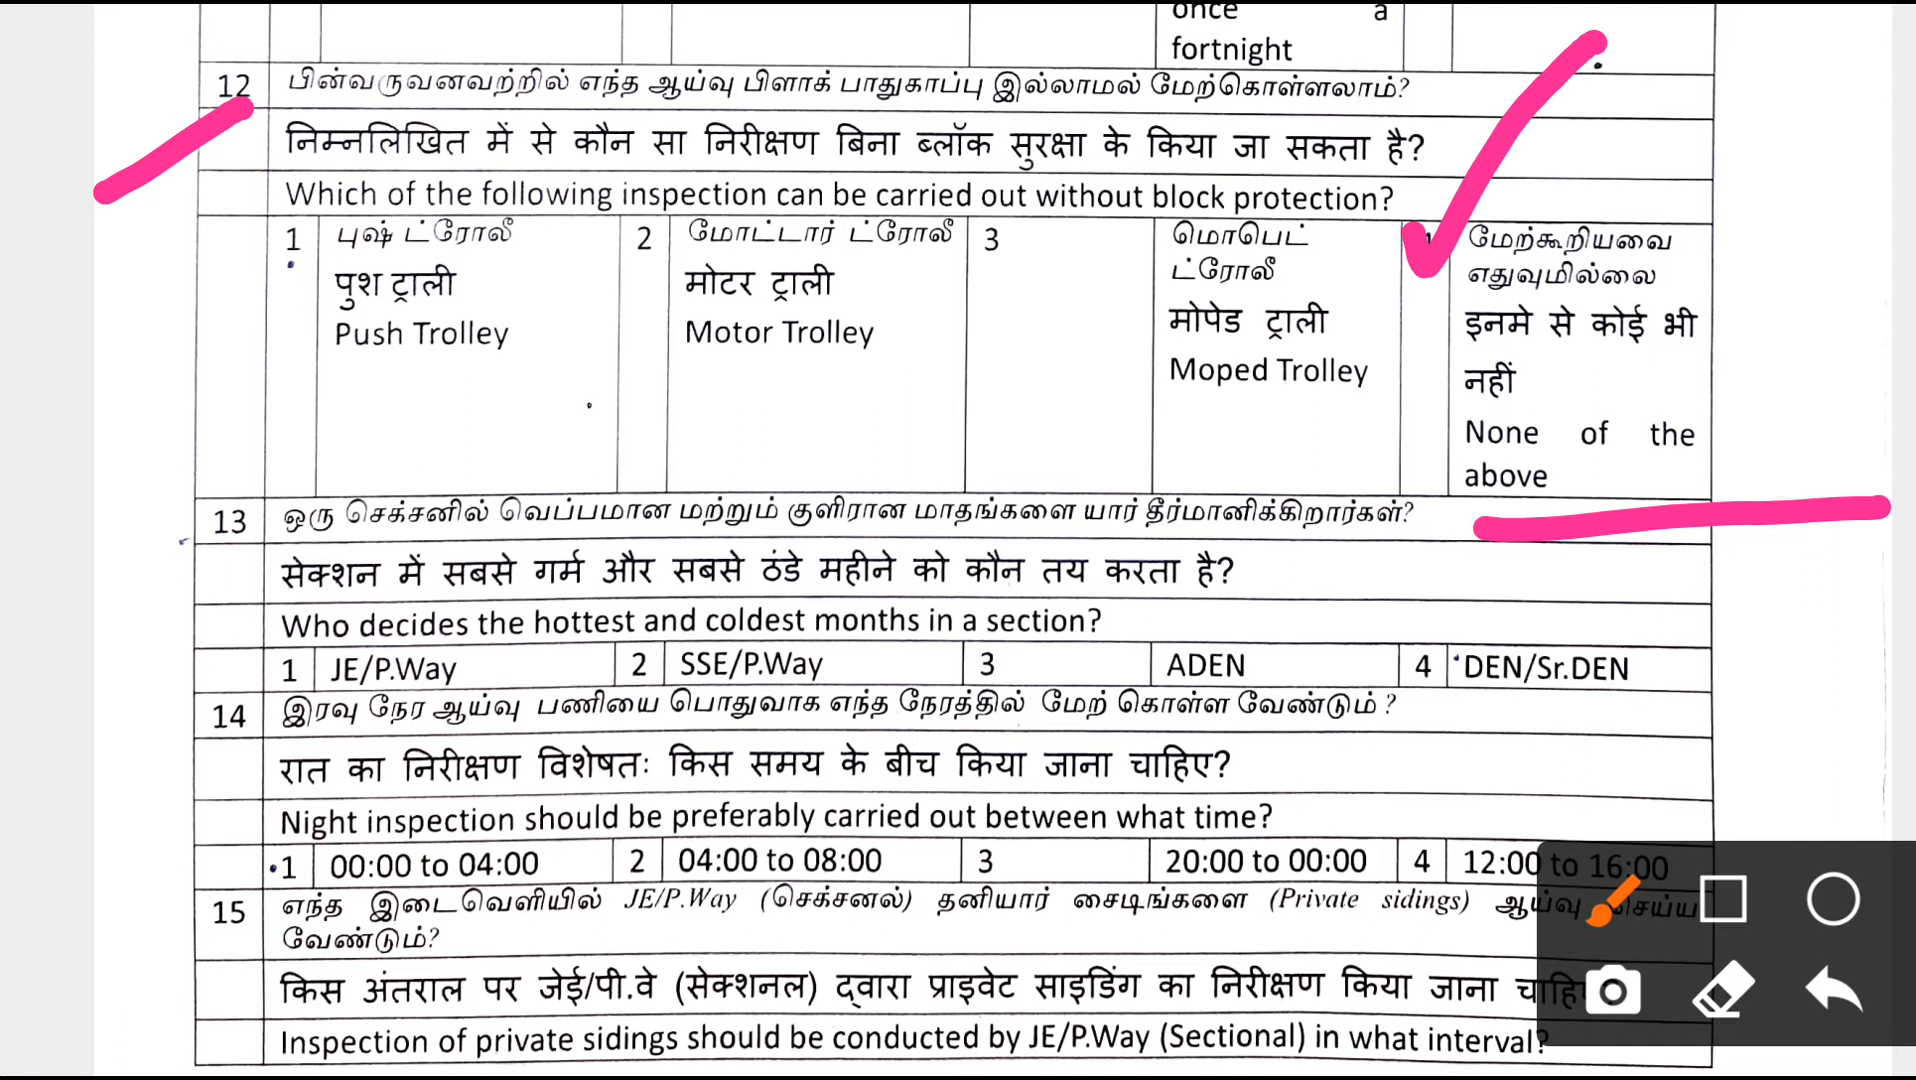 once a
fortnight
12 பின்வருவனவற்றில் எந்த ஆய்வு பிளாக் பாதுகாப்பு இல்லாமல் மேற்கொள்ளலாம்?
निम्नलिखित में से कौन सा निरीक्षण बिना ब्लॉक सुरक्षा के किया जा सकता है?
Which of the following inspection can be carried out without block protection?
1 புஷ் ட்ரோலீ
पुश ट्राली
Push Trolley
2 மோட்டார் ட்ரோலீ
मोटर ट्राली
Motor Trolley
3 மொபெட்
ட்ரோலீ
मोपेड ट्राली
Moped Trolley
மேற்கூறியவை
எதுவுமில்லை
इनमे से कोई भी
नहीं
None of the
above
13 ஒரு செக்சனில் வெப்பமான மற்றும் குளிரான மாதங்களை யார் தீர்மானிக்கிறார்கள்?
सेक्शन में सबसे गर्म और सबसे ठंडे महीने को कौन तय करता है?
Who decides the hottest and coldest months in a section?
1 JE/P.Way 2 SSE/P.Way 3 ADEN 4 DEN/Sr.DEN
14 இரவு நேர ஆய்வு பணியை பொதுவாக எந்த நேரத்தில் மேற் கொள்ள வேண்டும் ?
रात का निरीक्षण विशेषतः किस समय के बीच किया जाना चाहिए?
Night inspection should be preferably carried out between what time?
1 00:00 to 04:00 2 04:00 to 08:00 3 20:00 to 00:00 4 12:00 to 16:00
15 எந்த இடைவெளியில் JE/P.Way (செக்சனல்) தனியார் சைடிங்களை (Private sidings) ஆய்வு செய்ய
வேண்டும்?
किस अंतराल पर जेई/पी.वे (सेक्शनल) द्वारा प्राइवेट साइडिंग का निरीक्षण किया जाना
Inspection of private sidings should be conducted by JE/P.Way (Sectional) in what interval?